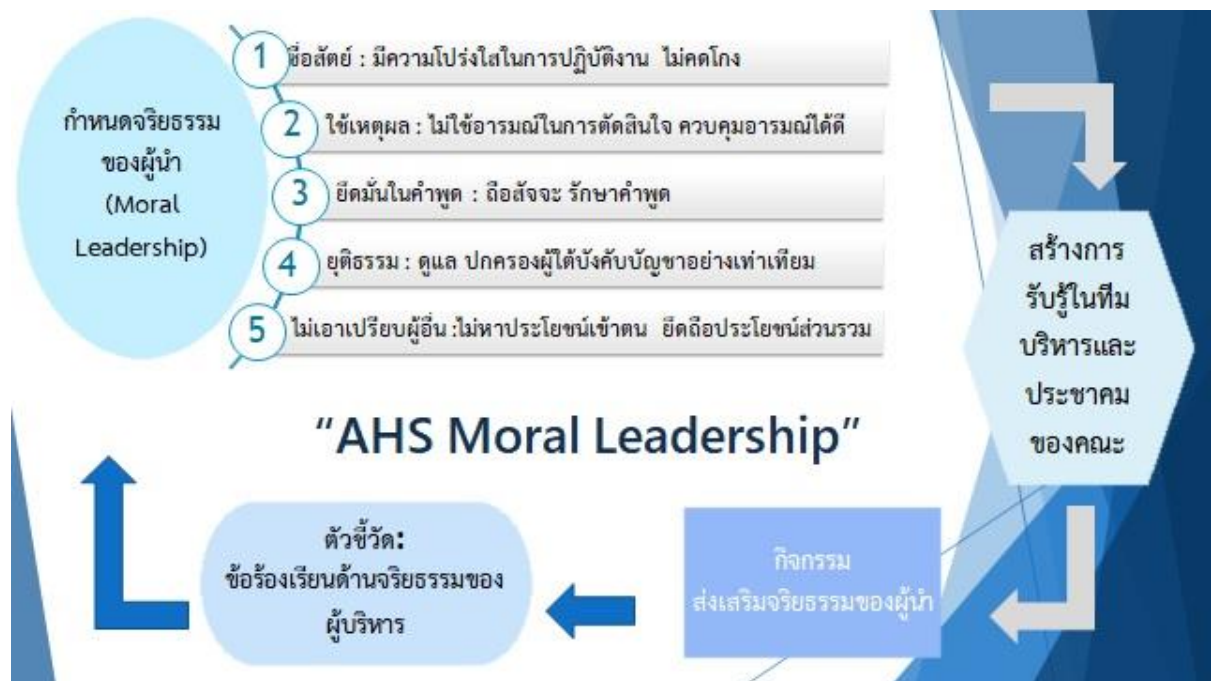 กำหนดจริยธรรม
ของผู้นำ
(Moral
Leadership)
1 ซื่อสัตย์ : มีความโปร่งใสในการปฏิบัติงาน ไม่คดโกง
2 ใช้เหตุผล : ไม่ใช้อารมณ์ในการตัดสินใจ ควบคุมอารมณ์ได้ดี
3 ยึดมั่นในคำพูด : ถือสัจจะ รักษาคำพูด
4 ยุติธรรม : ดูแล ปกครองผู้ใต้บังคับบัญชาอย่างเท่าเทียม
5 ไม่เอาเปรียบผู้อื่น :ไม่หาประโยชน์เข้าตน ยึดถือประโยชน์ส่วนรวม
สร้างการ
รับรู้ในทีม
บริหารและ
ประชาคม
ของคณะ
"AHS Moral Leadership"
กิจกรรม
ส่งเสริมจริยธรรมของผู้นำ
ตัวชี้วัด:
ข้อร้องเรียนด้านจริยธรรมของ
ผู้บริหาร